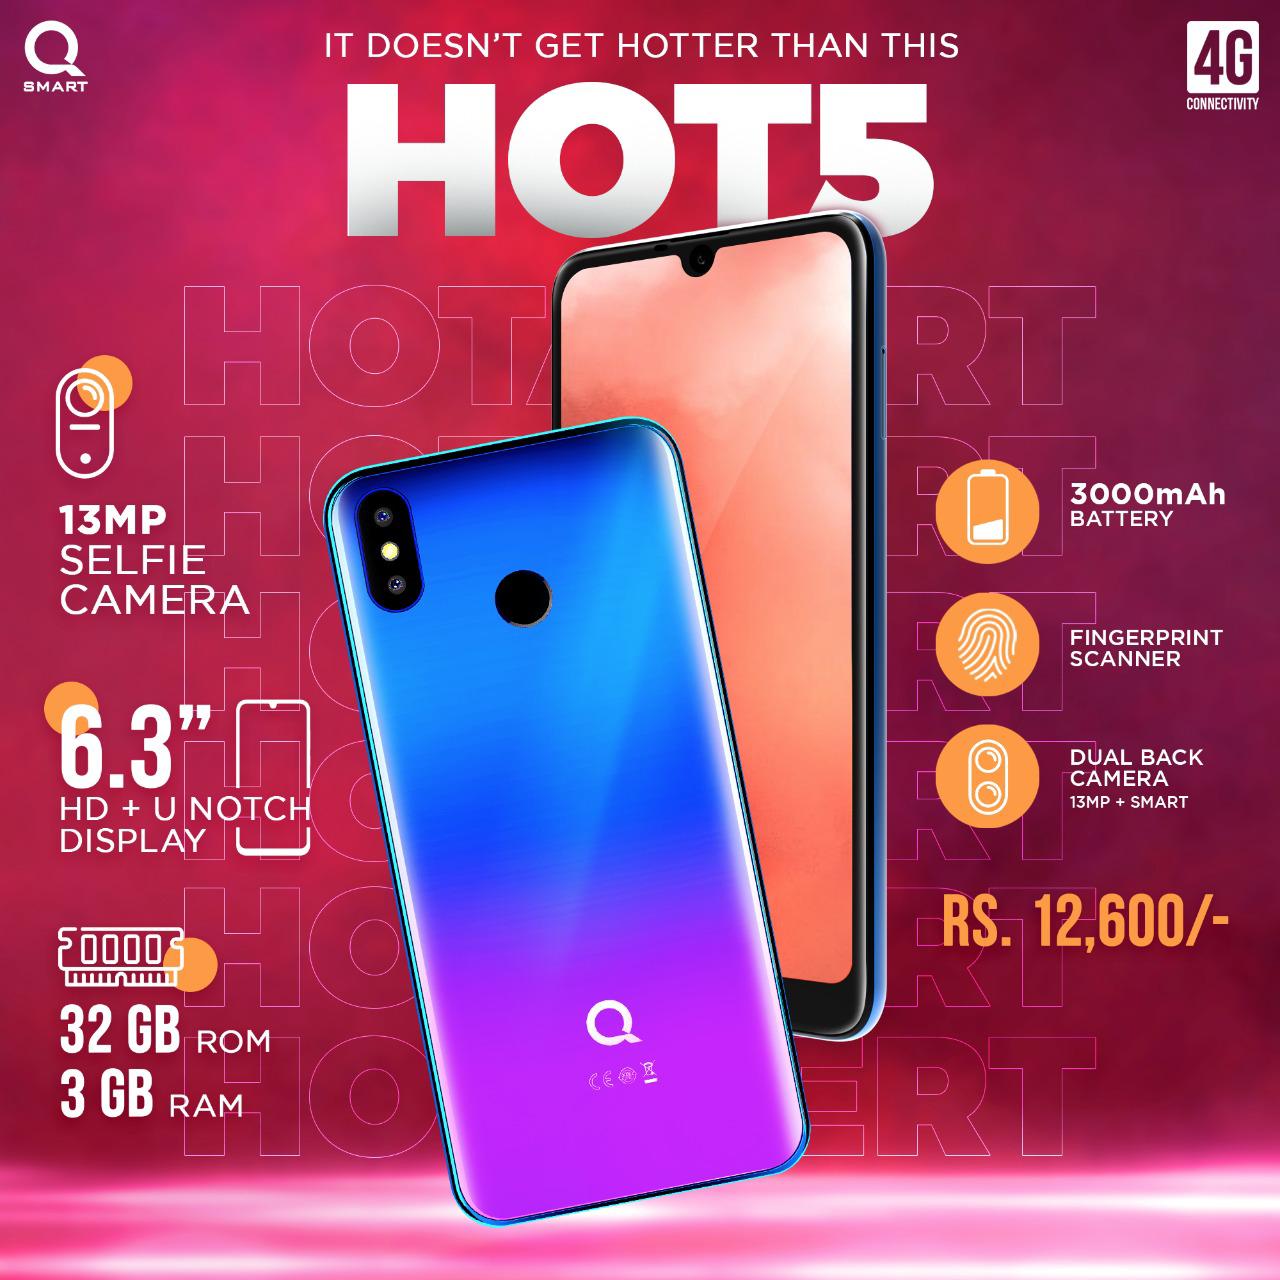 Q
SMART
IT DOESN'T GET HOTTER THAN THIS
4G
CONNECTIVITY
HOT5
13MP
SELFIE
CAMERA
6.3”
HD + U NOTCH
DISPLAY
32 GB ROM
3 GB RAM
3000mAh
BATTERY
FINGERPRINT
SCANNER
DUAL BACK
CAMERA
13MP + SMART
RS. 12,600/-
Q
CE